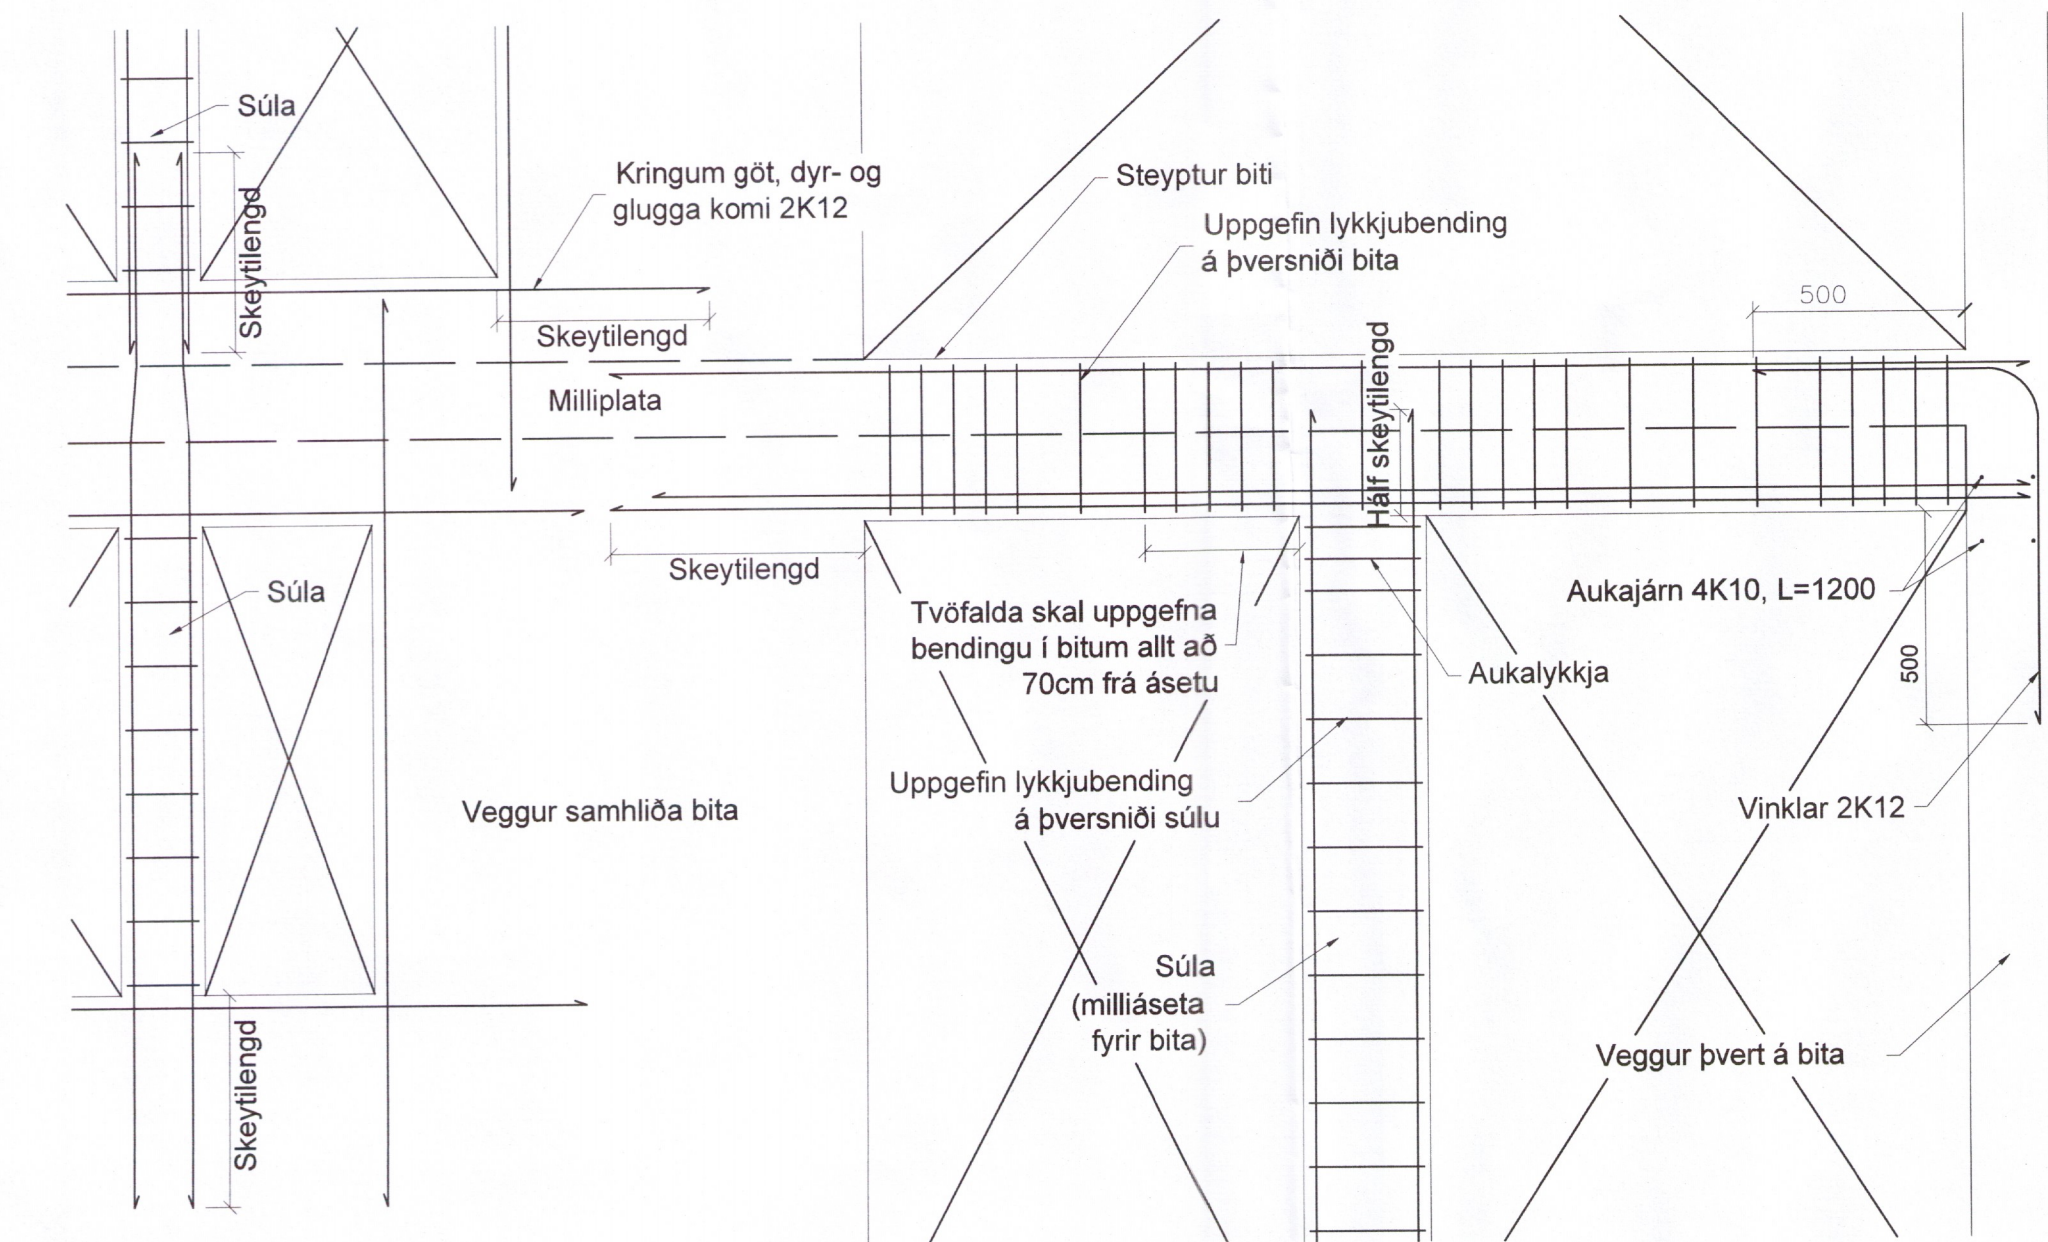 Súla
Skeytilengd
Kringum göt, dyr- og
glugga komi 2K12
Skeytilengd
Milliplata
Steyptur biti
Uppgefin lykkjubending
á þversniði bita
500
Hálf skeytilengd
Skeytilengd
Súla
Tvöfalda skal uppgefna
bendingu í bitum allt að
70cm frá ásetu
Aukajárn 4K10, L=1200
500
Aukalykkja
Uppgefin lykkjubending
á þversniði súlu
Veggur samhliða bita
Vinklar 2K12
Súla
(milliáseta
fyrir bita)
Veggur þvert á bita
Skeytilengd